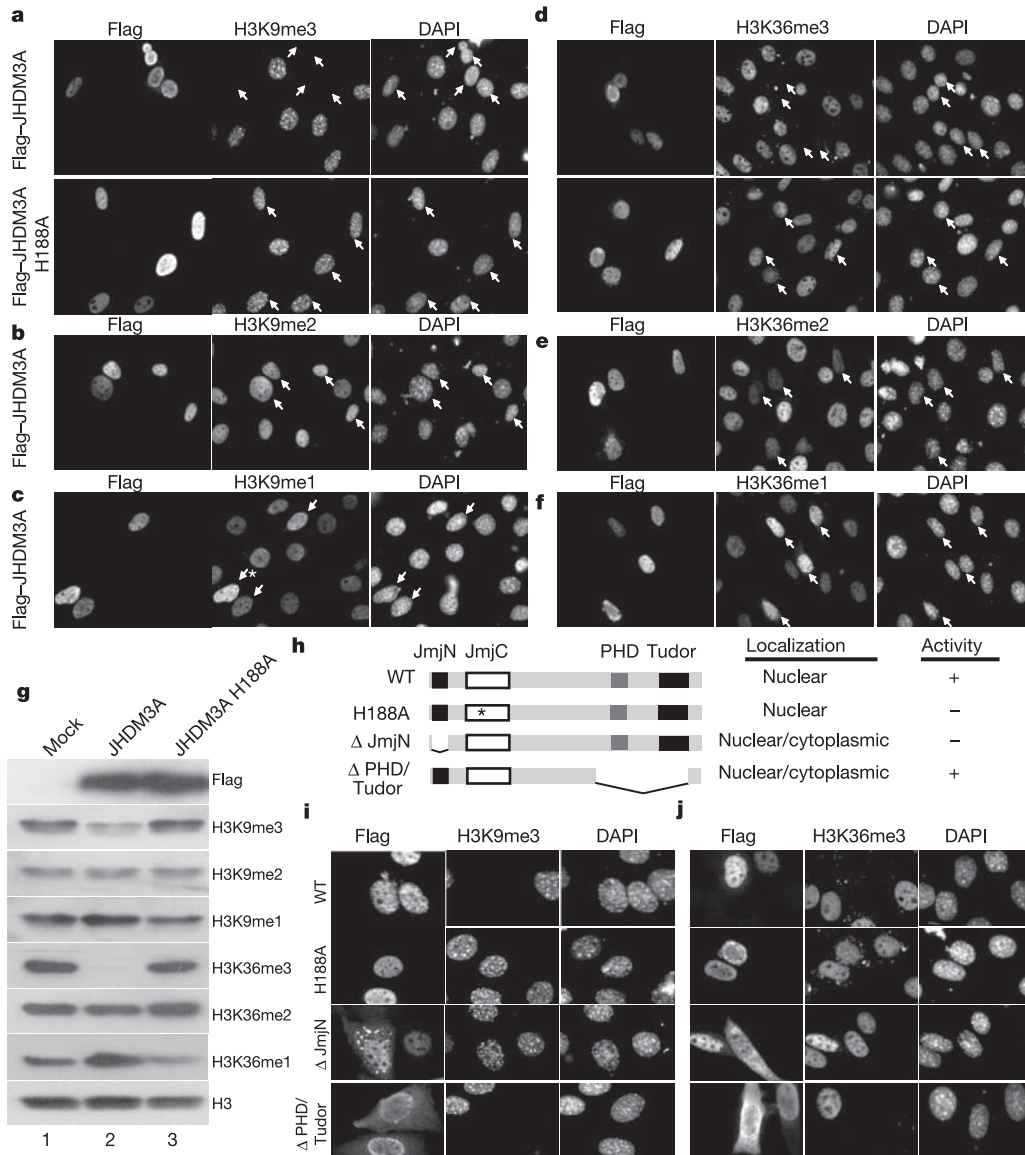 a
Flag H3K9me3 DAPI
Flag–JHDM3A
Flag–JHDM3A H188A
b
Flag H3K9me2 DAPI
Flag–JHDM3A
c
Flag H3K9me1 DAPI
Flag–JHDM3A
*
d
Flag H3K36me3 DAPI
e
Flag H3K36me2 DAPI
f
Flag H3K36me1 DAPI
g
Mock JHDM3A JHDM3A H188A
Flag
H3K9me3
H3K9me2
H3K9me1
H3K36me3
H3K36me2
H3K36me1
H3
1 2 3
h
JmjN JmjC PHD Tudor Localization Activity
WT Nuclear +
H188A * Nuclear –
Δ JmjN Nuclear/cytoplasmic –
Δ PHD/ Nuclear/cytoplasmic +
Tudor
i
Flag H3K9me3 DAPI
WT
H188A
Δ JmjN
Δ PHD/
Tudor
j
Flag H3K36me3 DAPI